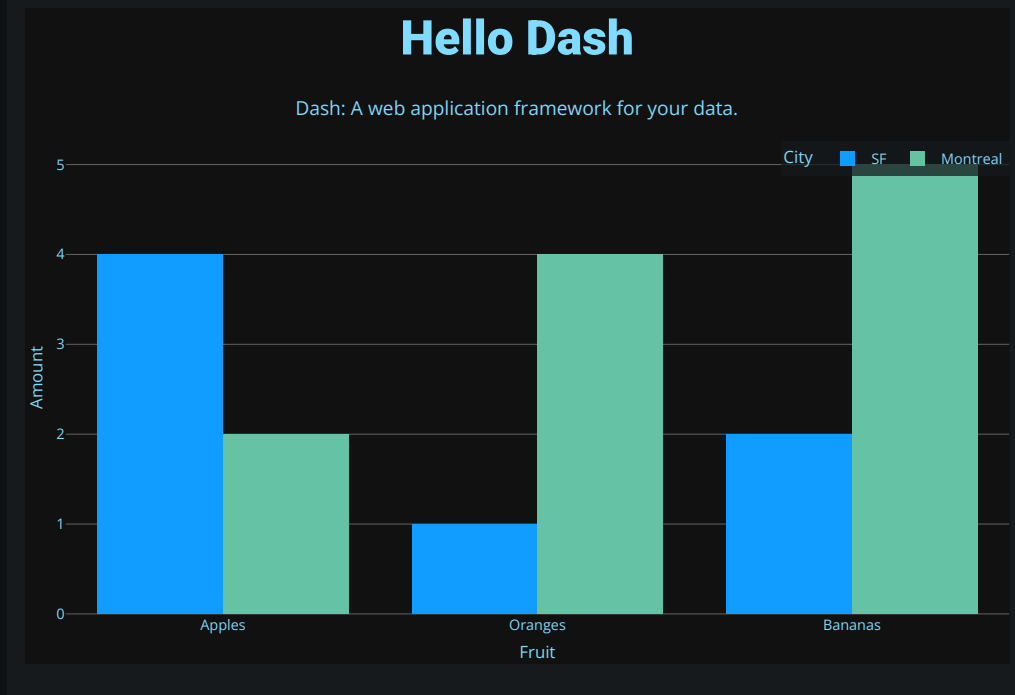 Hello Dash
Dash: A web application framework for your data.
City SF Montreal
5
4
3
2
1
0
Amount
Apples Oranges Bananas
Fruit